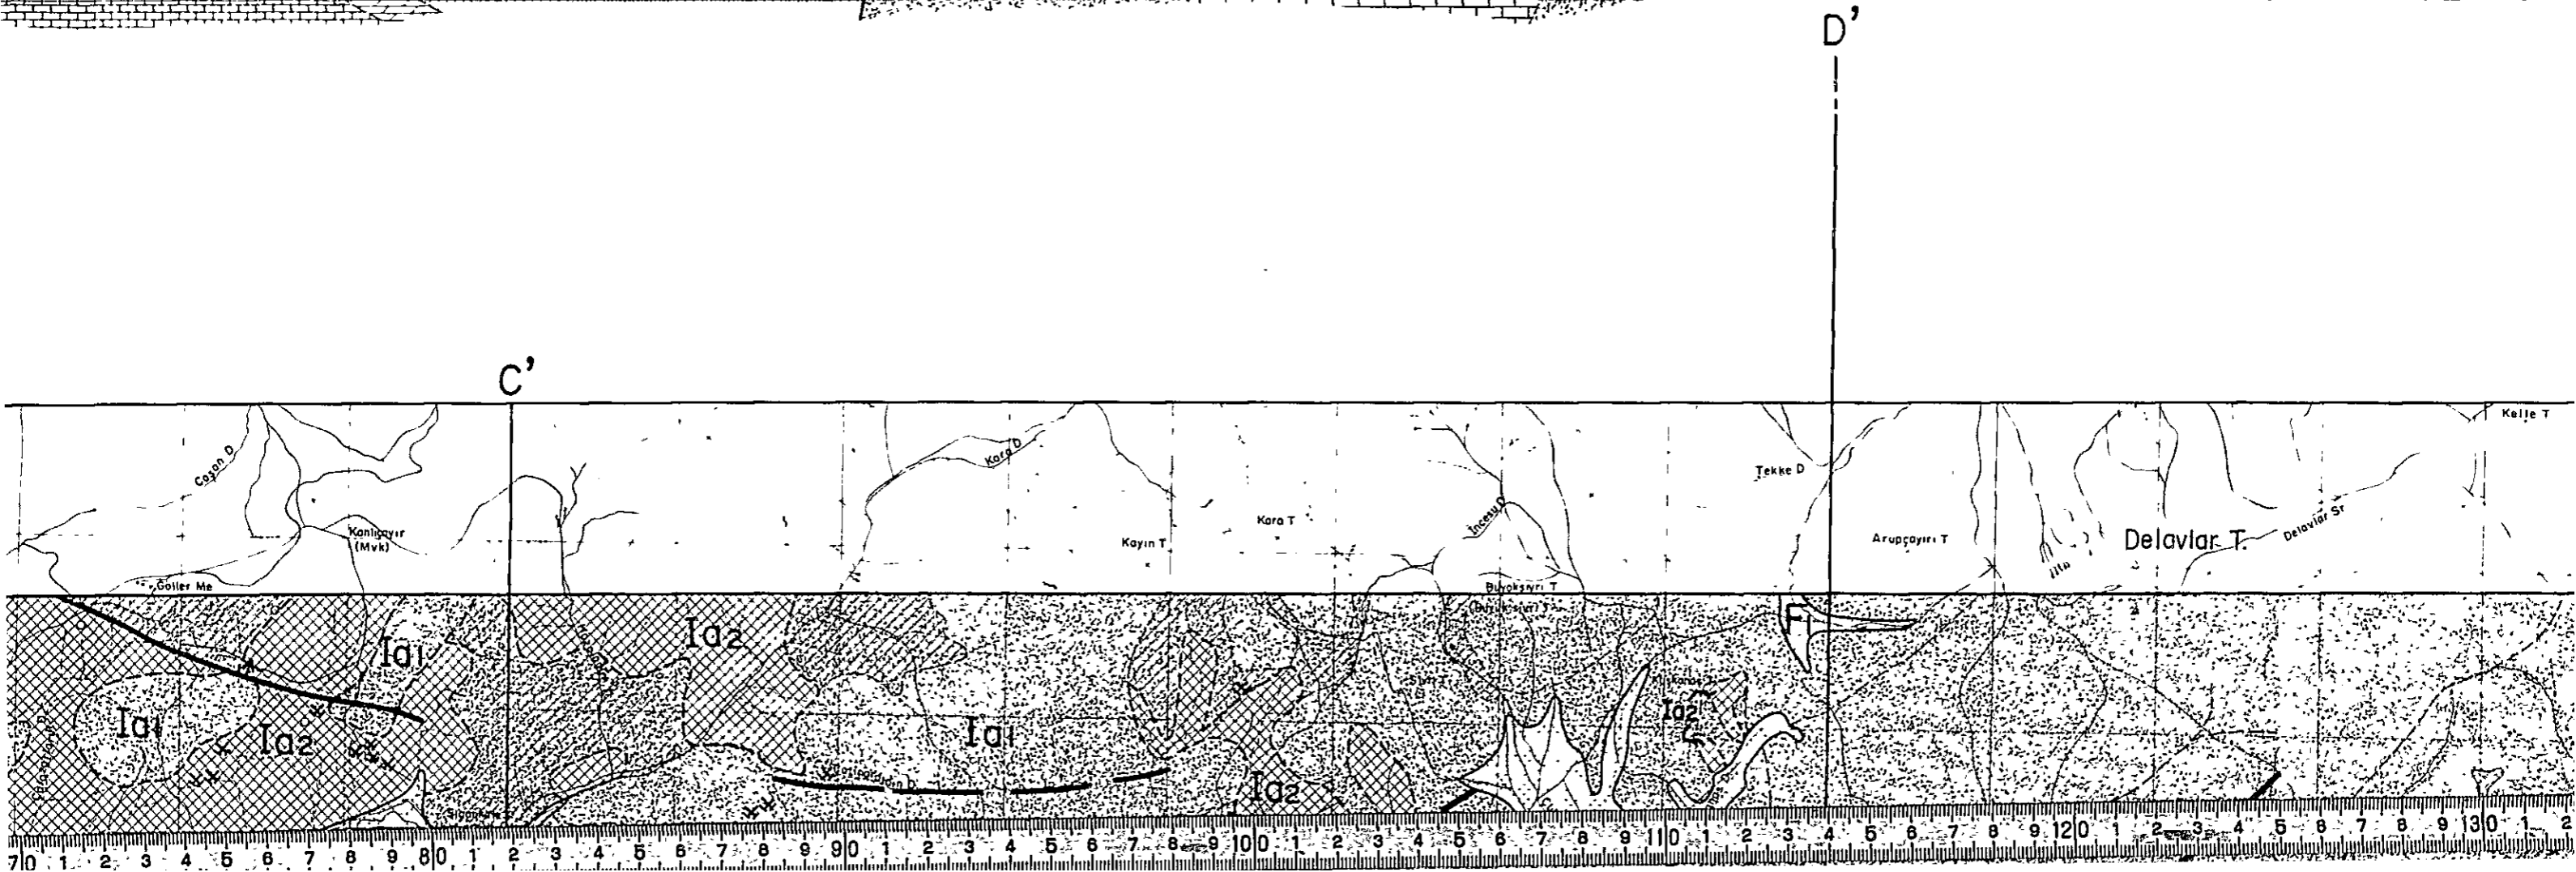 D’
C’
Kelle T
Coşan D
Kara D
Tekke D
Kara T
İncesu D
Delavlar Sr
Kanlıçayır
(Mvk)
Kayın T
Arupçayırı T
Delavlar T.
Göller Me
Büyüksivri T
F1
Ia1
Ia2
Ia1
Ia2
Ia1
Ia2
Ia2
70 1 2 3 4 5 6 7 8 9 80 1 2 3 4 5 6 7 8 9 90 1 2 3 4 5 6 7 8 9 100 1 2 3 4 5 6 7 8 9 110 1 2 3 4 5 6 7 8 9 120 1 2 3 4 5 6 7 8 9 130 1 2